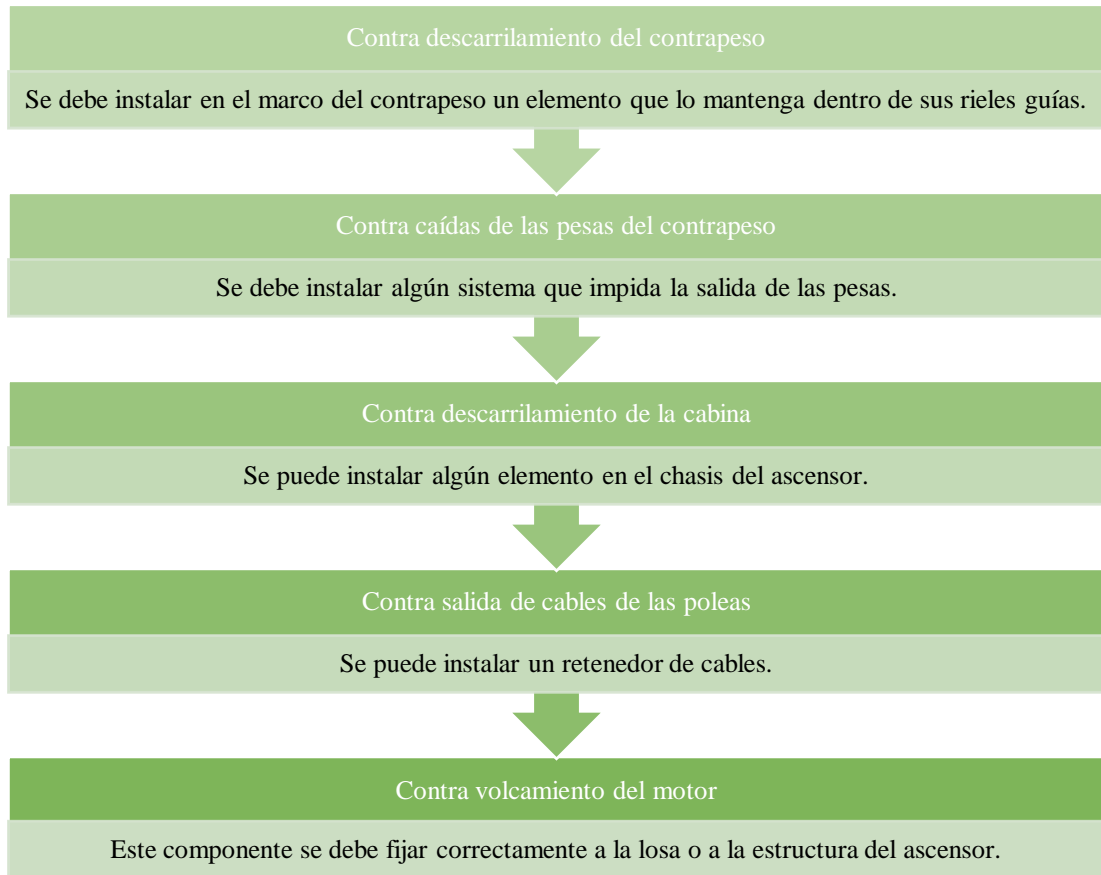 Contra descarrilamiento del contrapeso
Se debe instalar en el marco del contrapeso un elemento que lo mantenga dentro de sus rieles guías.
Contra caídas de las pesas del contrapeso
Se debe instalar algún sistema que impida la salida de las pesas.
Contra descarrilamiento de la cabina
Se puede instalar algún elemento en el chasis del ascensor.
Contra salida de cables de las poleas
Se puede instalar un retenedor de cables.
Contra volcamiento del motor
Este componente se debe fijar correctamente a la losa o a la estructura del ascensor.